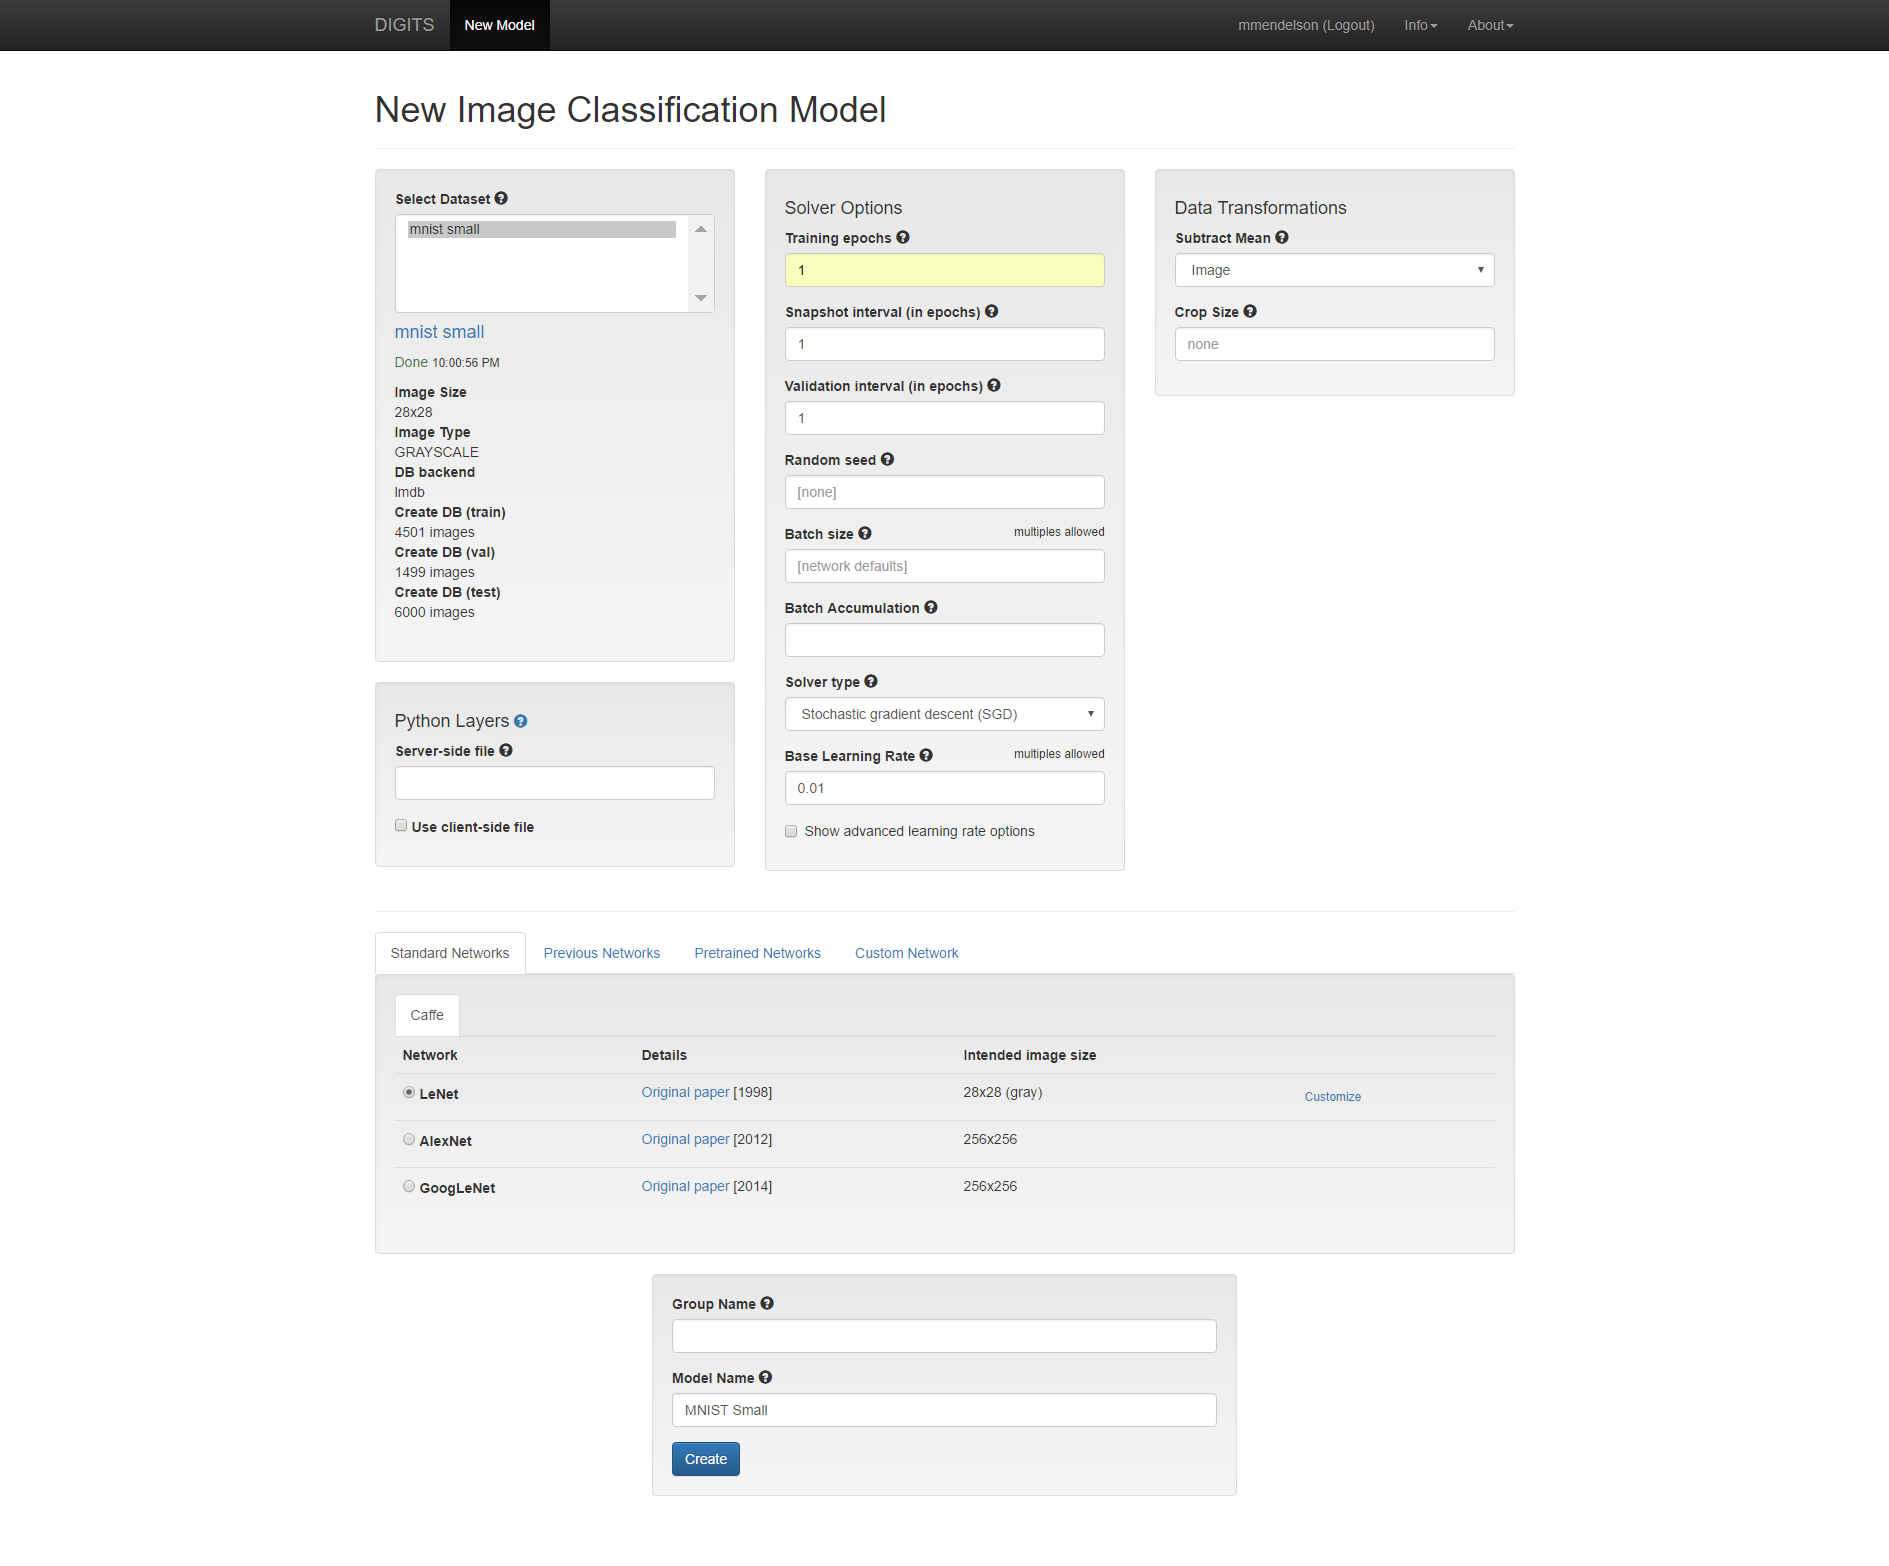 DIGITS New Model mmendelson (Logout) Info About
New Image Classification Model
Select Dataset
mnist small
mnist small
Done 10:00:56 PM
Image Size
28x28
Image Type
GRAYSCALE
DB backend
lmdb
Create DB (train)
4501 images
Create DB (val)
1499 images
Create DB (test)
6000 images
Python Layers
Server-side file
Use client-side file
Solver Options
Training epochs
1
Snapshot interval (in epochs)
1
Validation interval (in epochs)
1
Random seed
[none]
Batch size multiples allowed
[network defaults]
Batch Accumulation
Solver type
Stochastic gradient descent (SGD)
Base Learning Rate multiples allowed
0.01
Show advanced learning rate options
Data Transformations
Subtract Mean
Image
Crop Size
none
Standard Networks Previous Networks Pretrained Networks Custom Network
Caffe
Network Details Intended image size
LeNet Original paper [1998] 28x28 (gray) Customize
AlexNet Original paper [2012] 256x256
GoogLeNet Original paper [2014] 256x256
Group Name
Model Name
MNIST Small
Create